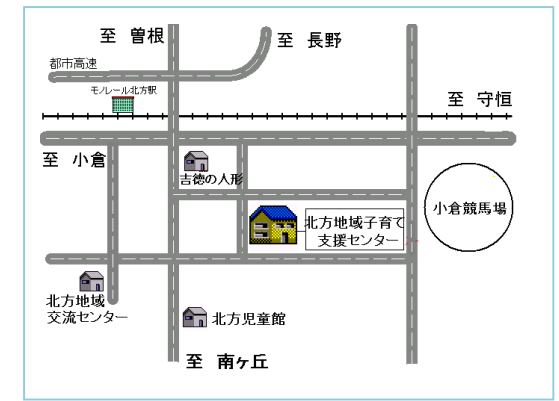 至 曽根
至 長野
都市高速
モノレール北方駅
至 守恒
至 小倉
吉徳の人形
小倉競馬場
北方地域子育て
支援センター
北方地域
交流センター
北方児童館
至 南ヶ丘